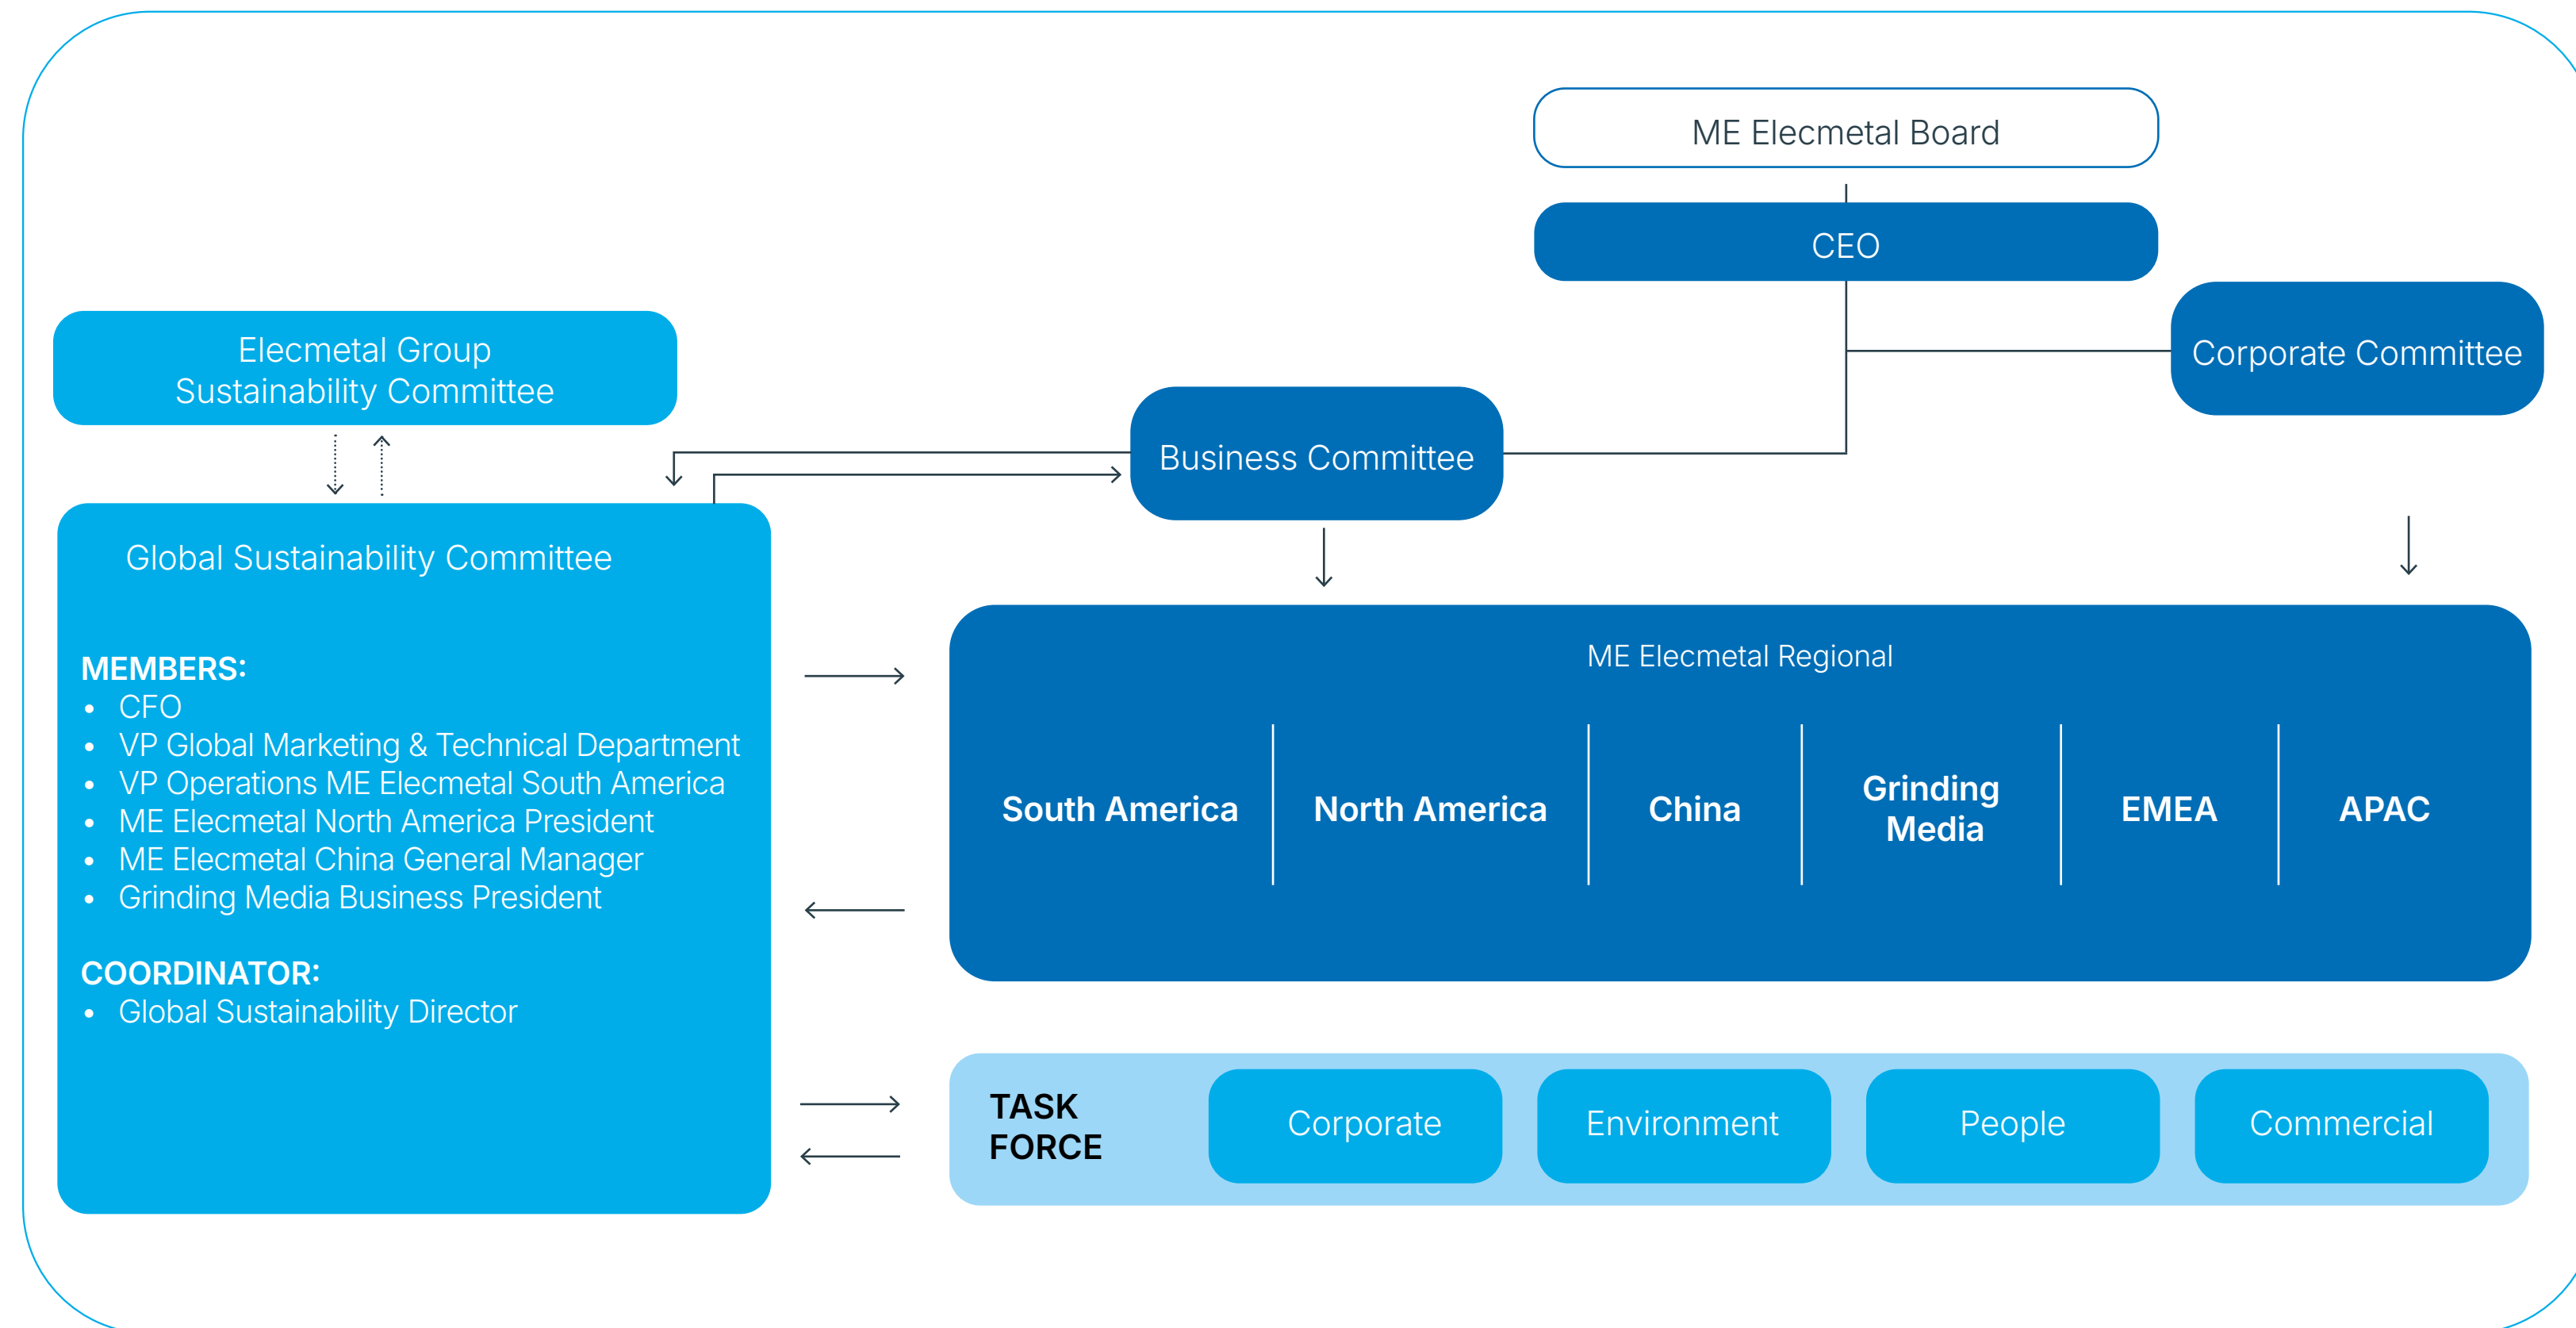 ME Elecmetal Board
CEO
Corporate Committee
Elecmetal Group
Sustainability Committee
Business Committee
Global Sustainability Committee
MEMBERS:
• CFO
• VP Global Marketing & Technical Department
• VP Operations ME Elecmetal South America
• ME Elecmetal North America President
• ME Elecmetal China General Manager
• Grinding Media Business President
COORDINATOR:
• Global Sustainability Director
ME Elecmetal Regional
South America
North America
China
Grinding
Media
EMEA
APAC
TASK
FORCE
Corporate
Environment
People
Commercial